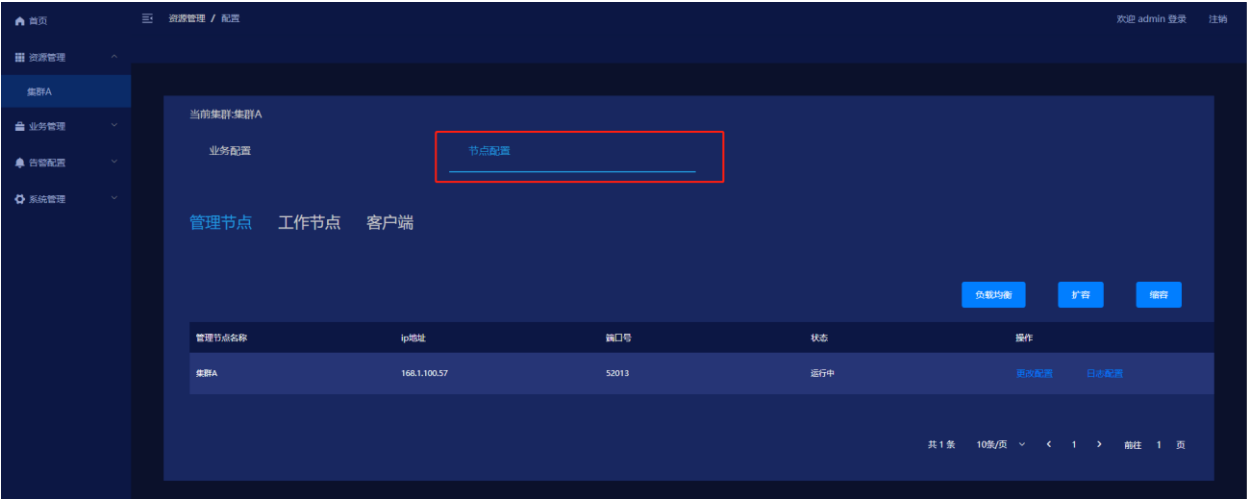 首页
资源管理
集群A
业务管理
告警配置
系统管理
资源管理 / 配置
欢迎 admin 登录 注销
当前集群:集群A
业务配置 节点配置
管理节点 工作节点 客户端
负载均衡 扩容 缩容
管理节点名称 ip地址 端口号 状态 操作
集群A 168.1.100.57 52013 运行中 更改配置 日志配置
共 1 条 10条/页 1 前往 1 页